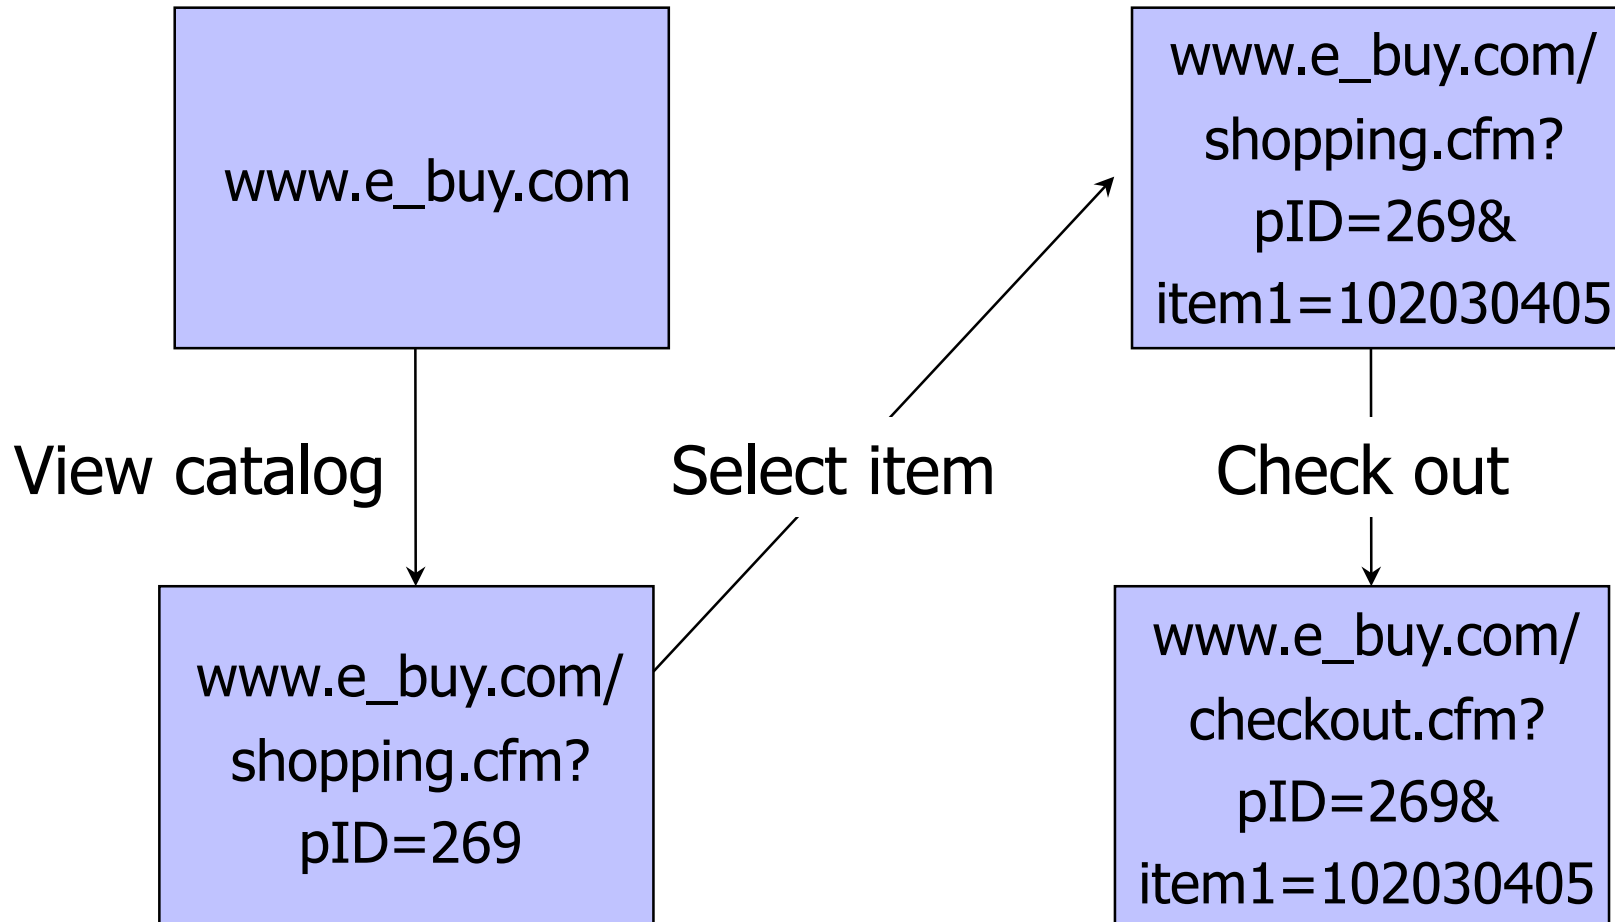 www.e_buy.com
View catalog
www.e_buy.com/
shopping.cfm?
pID=269
Select item
www.e_buy.com/
shopping.cfm?
pID=269&
item1=102030405
Check out
www.e_buy.com/
checkout.cfm?
pID=269&
item1=102030405